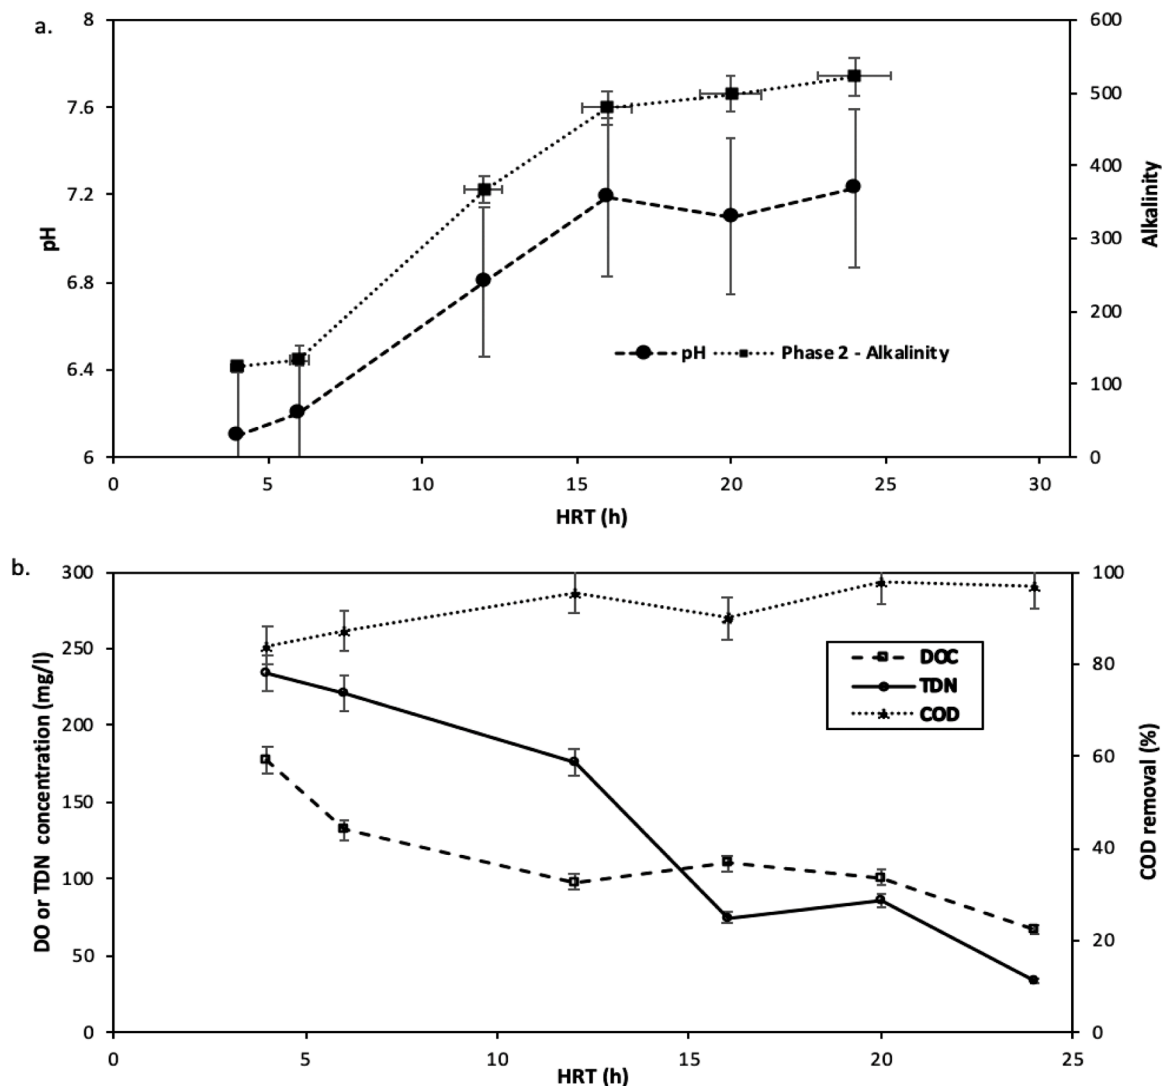 a.
8
7.6
7.2
6.8
6.4
6
pH
600
500
400
300
200
100
0
Alkalinity
pH
Phase 2 - Alkalinity
0 5 10 15 20 25 30
HRT (h)
b.
300
250
200
150
100
50
0
DO or TDN concentration (mg/l)
100
80
60
40
20
0
COD removal (%)
DOC
TDN
COD
0 5 10 15 20 25
HRT (h)